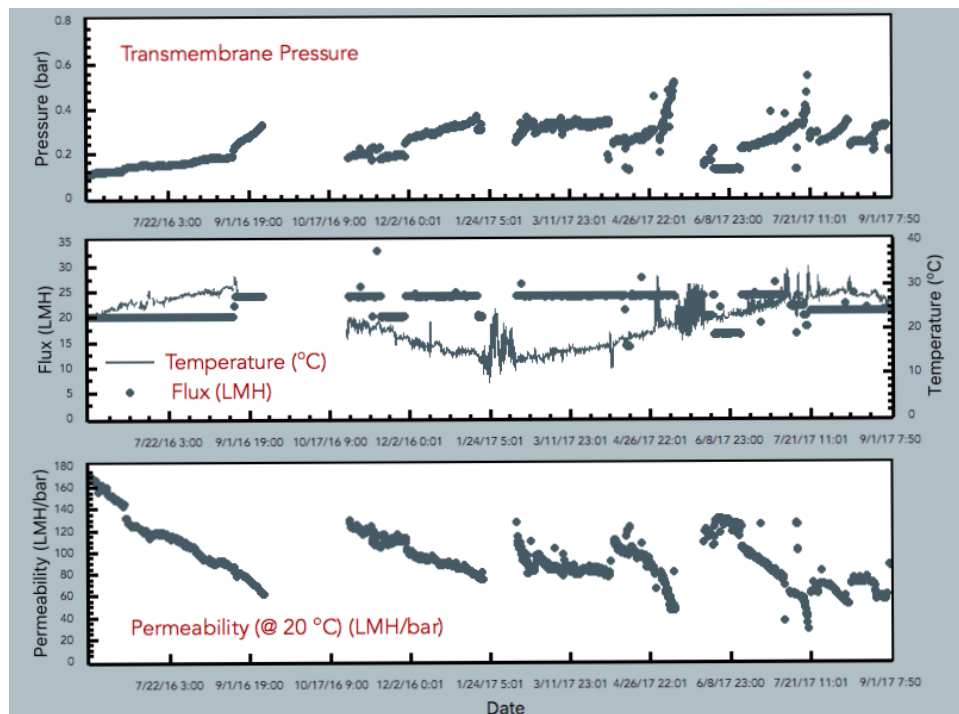 Transmembrane Pressure
Pressure (bar)
0.8
0.6
0.4
0.2
0
7/22/16 3:00 9/1/16 19:00 10/17/16 9:00 12/2/16 0:01 1/24/17 5:01 3/11/17 23:01 4/26/17 22:01 6/8/17 23:00 7/21/17 11:01 9/1/17 7:50
Flux (LMH)
35
30
25
20
15
10
5
0
Temperature (°C)
Flux (LMH)
40
30
20
10
0
Temperature (°C)
7/22/16 3:00 9/1/16 19:00 10/17/16 9:00 12/2/16 0:01 1/24/17 5:01 3/11/17 23:01 4/26/17 22:01 6/8/17 23:00 7/21/17 11:01 9/1/17 7:50
Permeability (LMH/bar)
180
160
140
120
100
80
60
40
20
0
Permeability (@ 20 °C) (LMH/bar)
7/22/16 3:00 9/1/16 19:00 10/17/16 9:00 12/2/16 0:01 1/24/17 5:01 3/11/17 23:01 4/26/17 22:01 6/8/17 23:00 7/21/17 11:01 9/1/17 7:50
Date